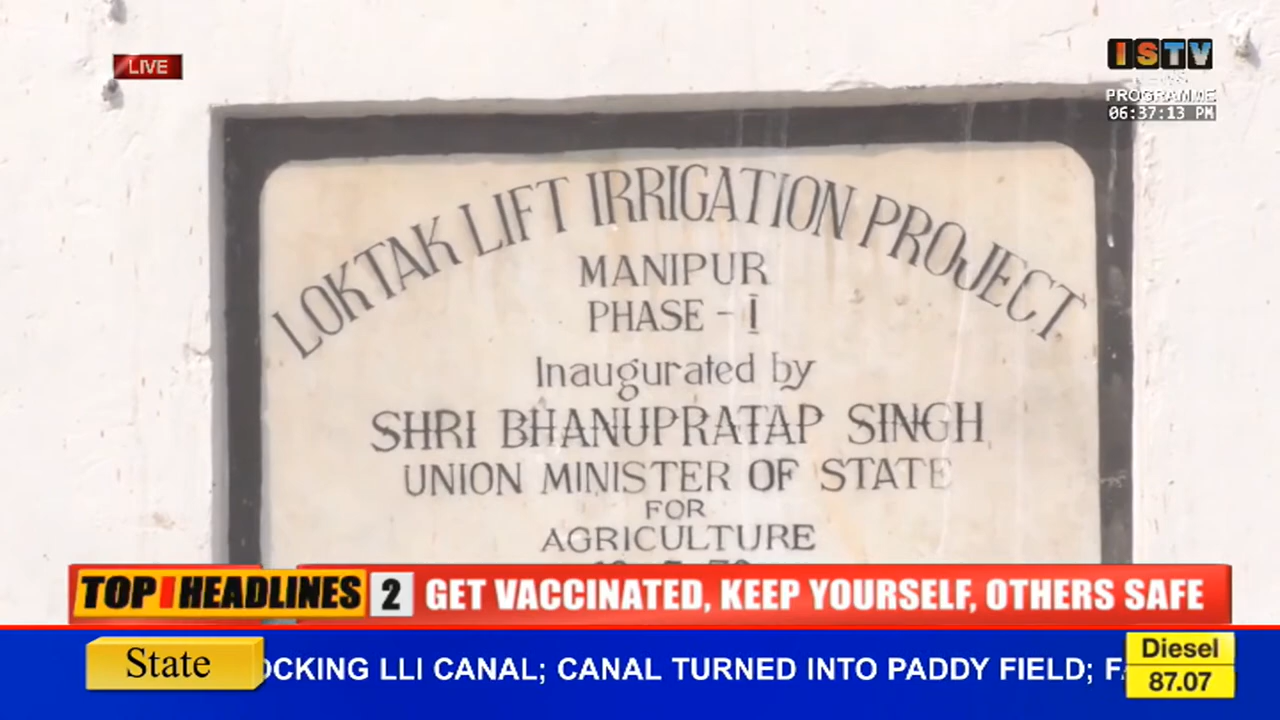 LIVE
ISTV
NEWS
PROGRAMME
06:37:13 PM
LOKTAK LIFT IRRIGATION PROJECT
MANIPUR
PHASE - I
Inaugurated by
SHRI BHANUPRATAP SINGH
UNION MINISTER OF STATE
FOR
AGRICULTURE
TOP HEADLINES 2 GET VACCINATED, KEEP YOURSELF, OTHERS SAFE
State
OCKING LLI CANAL; CANAL TURNED INTO PADDY FIELD; F
Diesel
87.07